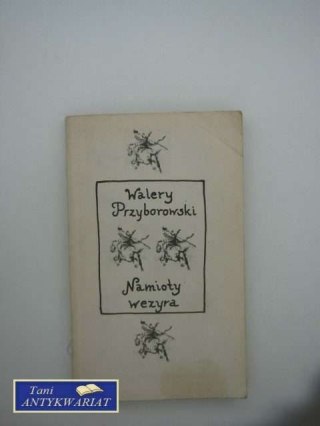 Walery
Przyborowski
Namioty
wezyra
Tani
ANTYKWARIAT